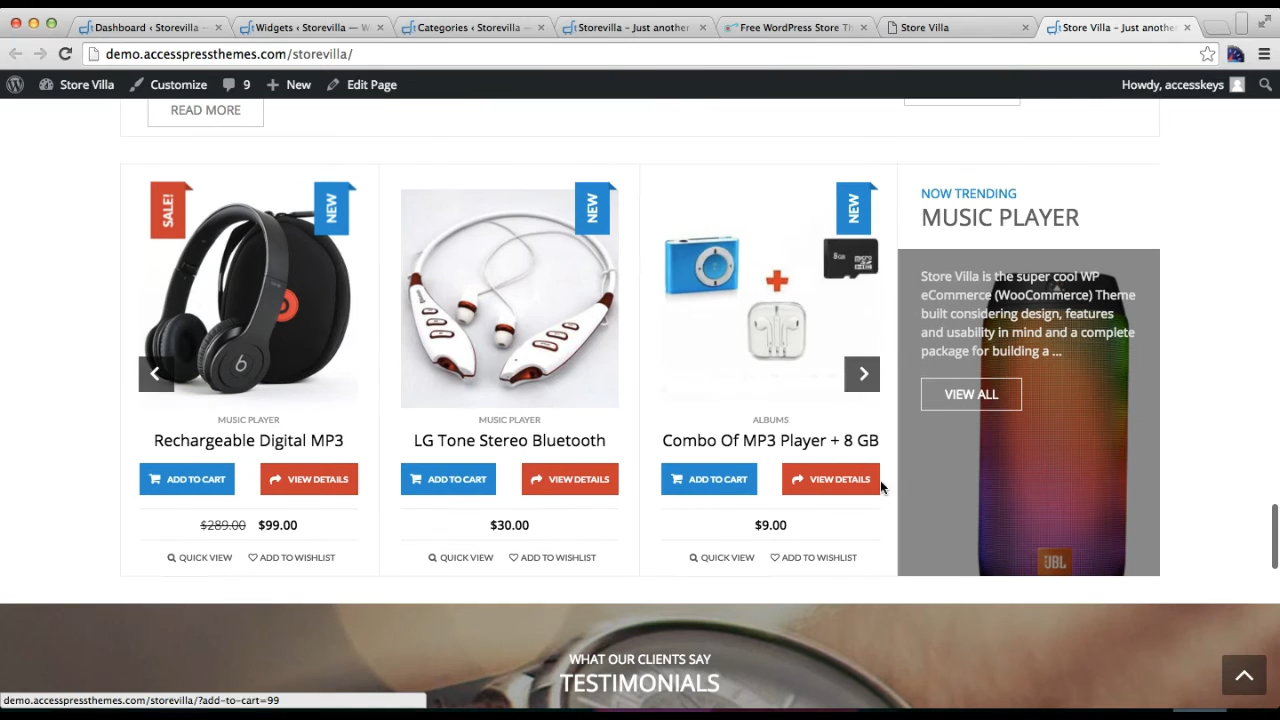 Dashboard ‹ Storevilla —
Widgets ‹ Storevilla — W
Categories ‹ Storevilla —
Storevilla – Just another
Free WordPress Store Th
Store Villa
Store Villa – Just anothe
demo.accesspressthemes.com/storevilla/
Store Villa
Customize
9
New
Edit Page
Howdy, accesskeys
READ MORE
SALE!
NEW
MUSIC PLAYER
Rechargeable Digital MP3
ADD TO CART
VIEW DETAILS
$289.00 $99.00
QUICK VIEW
ADD TO WISHLIST
NEW
MUSIC PLAYER
LG Tone Stereo Bluetooth
ADD TO CART
VIEW DETAILS
$30.00
QUICK VIEW
ADD TO WISHLIST
NEW
8GB
ALBUMS
Combo Of MP3 Player + 8 GB
ADD TO CART
VIEW DETAILS
$9.00
QUICK VIEW
ADD TO WISHLIST
NOW TRENDING
MUSIC PLAYER
Store Villa is the super cool WP
eCommerce (WooCommerce) Theme
built considering design, features
and usability in mind and a complete
package for building a ...
VIEW ALL
JBL
WHAT OUR CLIENTS SAY
TESTIMONIALS
demo.accesspressthemes.com/storevilla/?add-to-cart=99